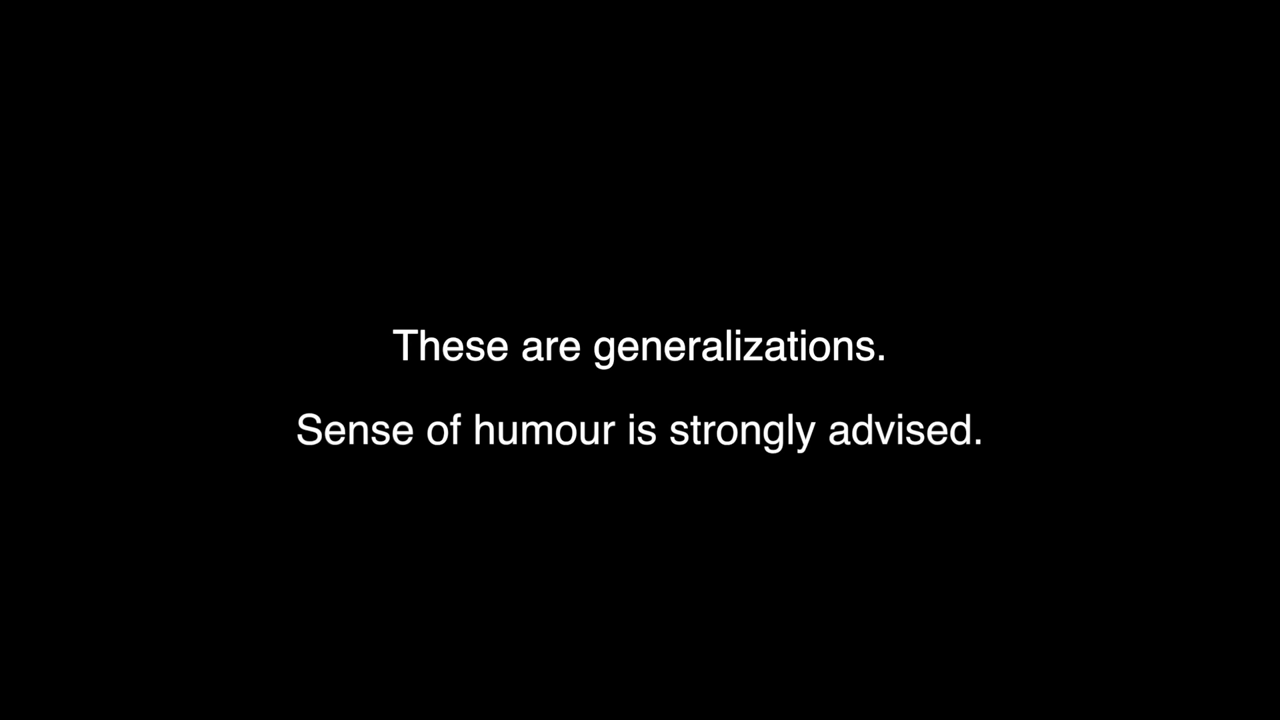 These are generalizations.
Sense of humour is strongly advised.